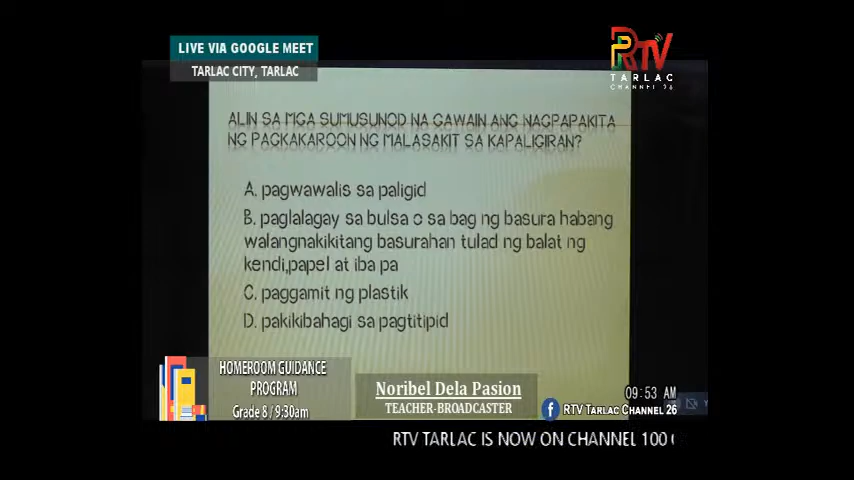 LIVE VIA GOOGLE MEET
TARLAC CITY, TARLAC
RTV
TARLAC
CHANNEL 26
ALIN SA MGA SUMUSUNOD NA GAWAIN ANG NAGPAPAKITA
NG PAGKAKAROON NG MALASAKIT SA KAPALIGIRAN?
A. pagwawalis sa paligid
B. paglalagay sa bulsa o sa bag ng basura habang
walangnakikitang basurahan tulad ng balat ng
kendi,papel at iba pa
C. paggamit ng plastik
D. pakikibahagi sa pagtitipid
HOMEROOM GUIDANCE
PROGRAM
Grade 8 / 9;30am
Noribel Dela Pasion
TEACHER-BROADCASTER
09:53 AM
f RTV TARLAC CHANNEL 26
RTV TARLAC IS NOW ON CHANNEL 100